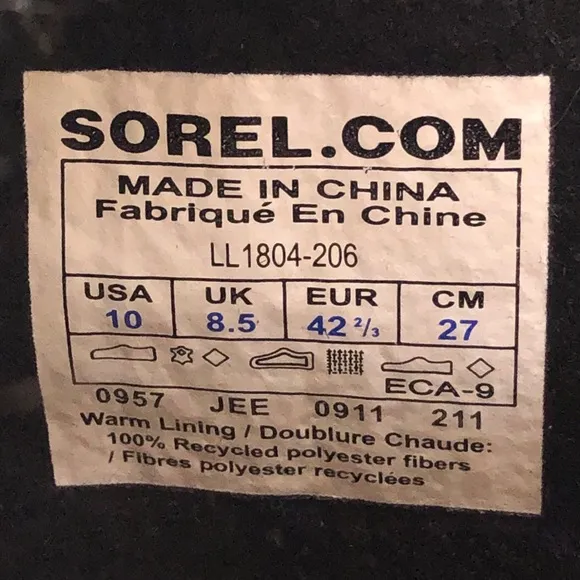 SOREL.COM
MADE IN CHINA
Fabriqué En Chine
LL1804-206
USA UK EUR CM
10 8.5 42 2/3 27
ECA-9
0957 JEE 0911 211
Warm Lining / Doublure Chaude:
100% Recycled polyester fibers
/ Fibres polyester recyclées